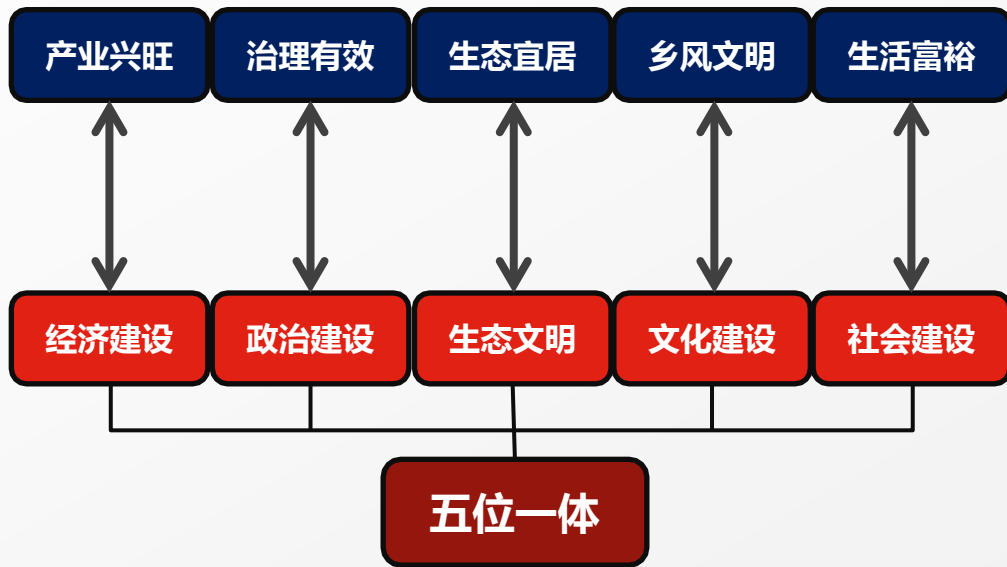 产业兴旺 治理有效 生态宜居 乡风文明 生活富裕
经济建设 政治建设 生态文明 文化建设 社会建设
五位一体